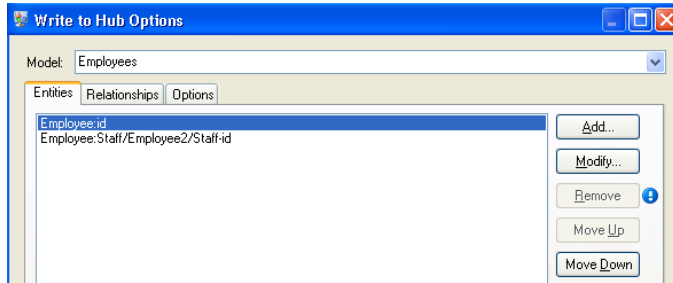 Write to Hub Options
Model: Employees
Entities Relationships Options
Employee:id
Employee:Staff/Employee2/Staff-id
Add...
Modify...
Remove
Move Up
Move Down